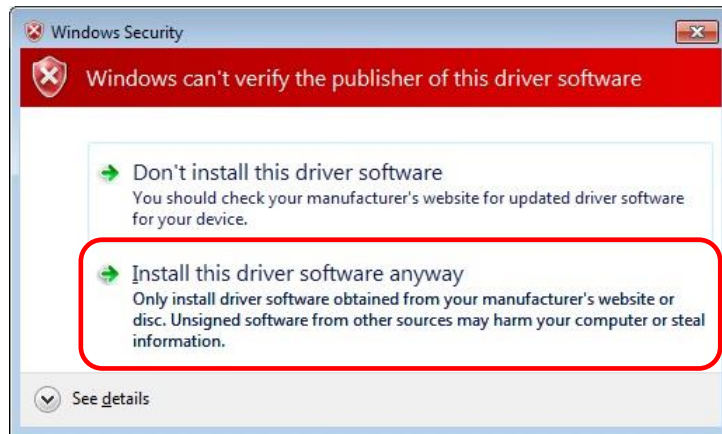 Windows Security
Windows can't verify the publisher of this driver software
Don't install this driver software
You should check your manufacturer's website for updated driver software
for your device.
Install this driver software anyway
Only install driver software obtained from your manufacturer's website or
disc. Unsigned software from other sources may harm your computer or steal
information.
See details